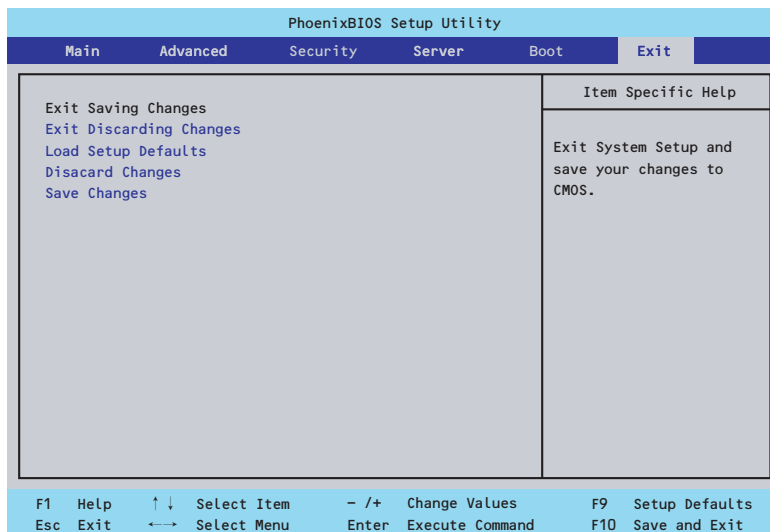 PhoenixBIOS Setup Utility
Main Advanced Security Server Boot Exit
Item Specific Help
Exit Saving Changes
Exit Discarding Changes
Load Setup Defaults
Disacard Changes
Save Changes
Exit System Setup and
save your changes to
CMOS.
F1 Help ↑↓ Select Item – /+ Change Values F9 Setup Defaults
Esc Exit ←→ Select Menu Enter Execute Command F10 Save and Exit